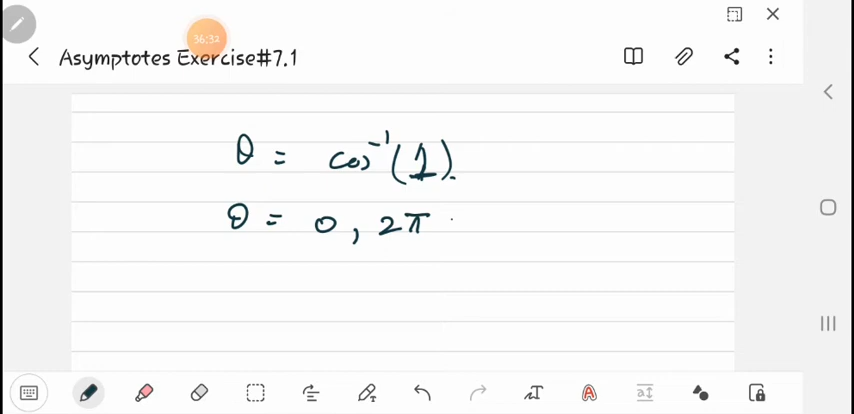 36:32
Asymptotes Exercise#7.1
θ = cos⁻¹(1).
θ = 0, 2π